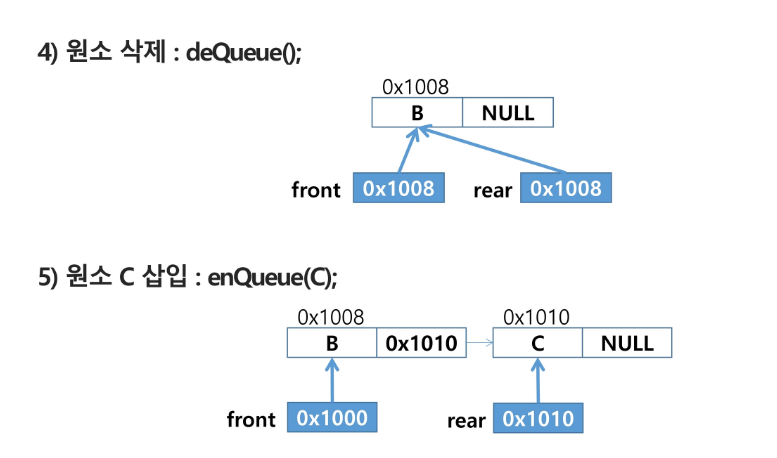 4) 원소 삭제 : deQueue();
0x1008
B NULL
front 0x1008 rear 0x1008
5) 원소 C 삽입 : enQueue(C);
0x1008 0x1010
B 0x1010 C NULL
front 0x1000 rear 0x1010